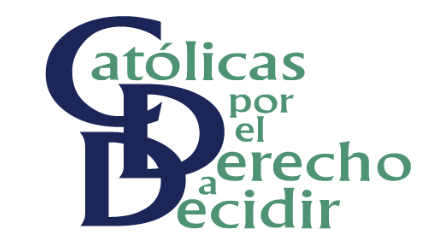 Católicas
por
el
Derecho
a
Decidir